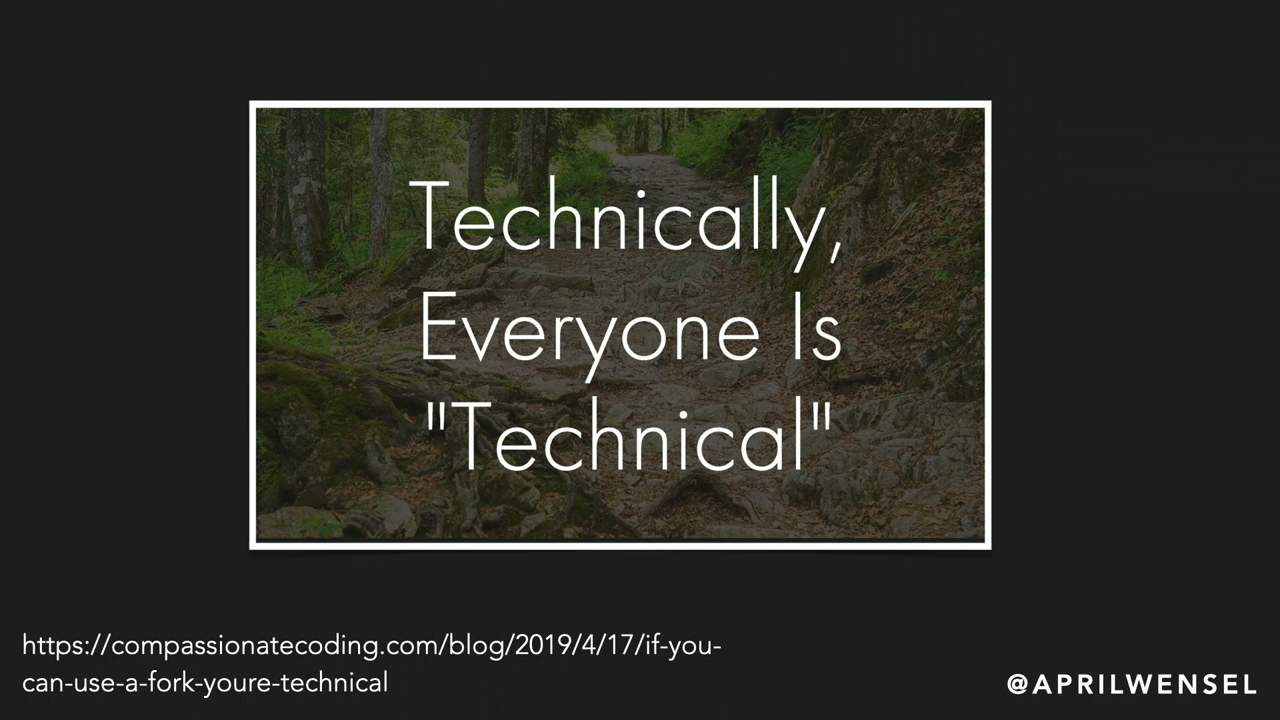 Technically,
Everyone Is
"Technical"
https://compassionatecoding.com/blog/2019/4/17/if-you-
can-use-a-fork-youre-technical
@APRILWENSEL